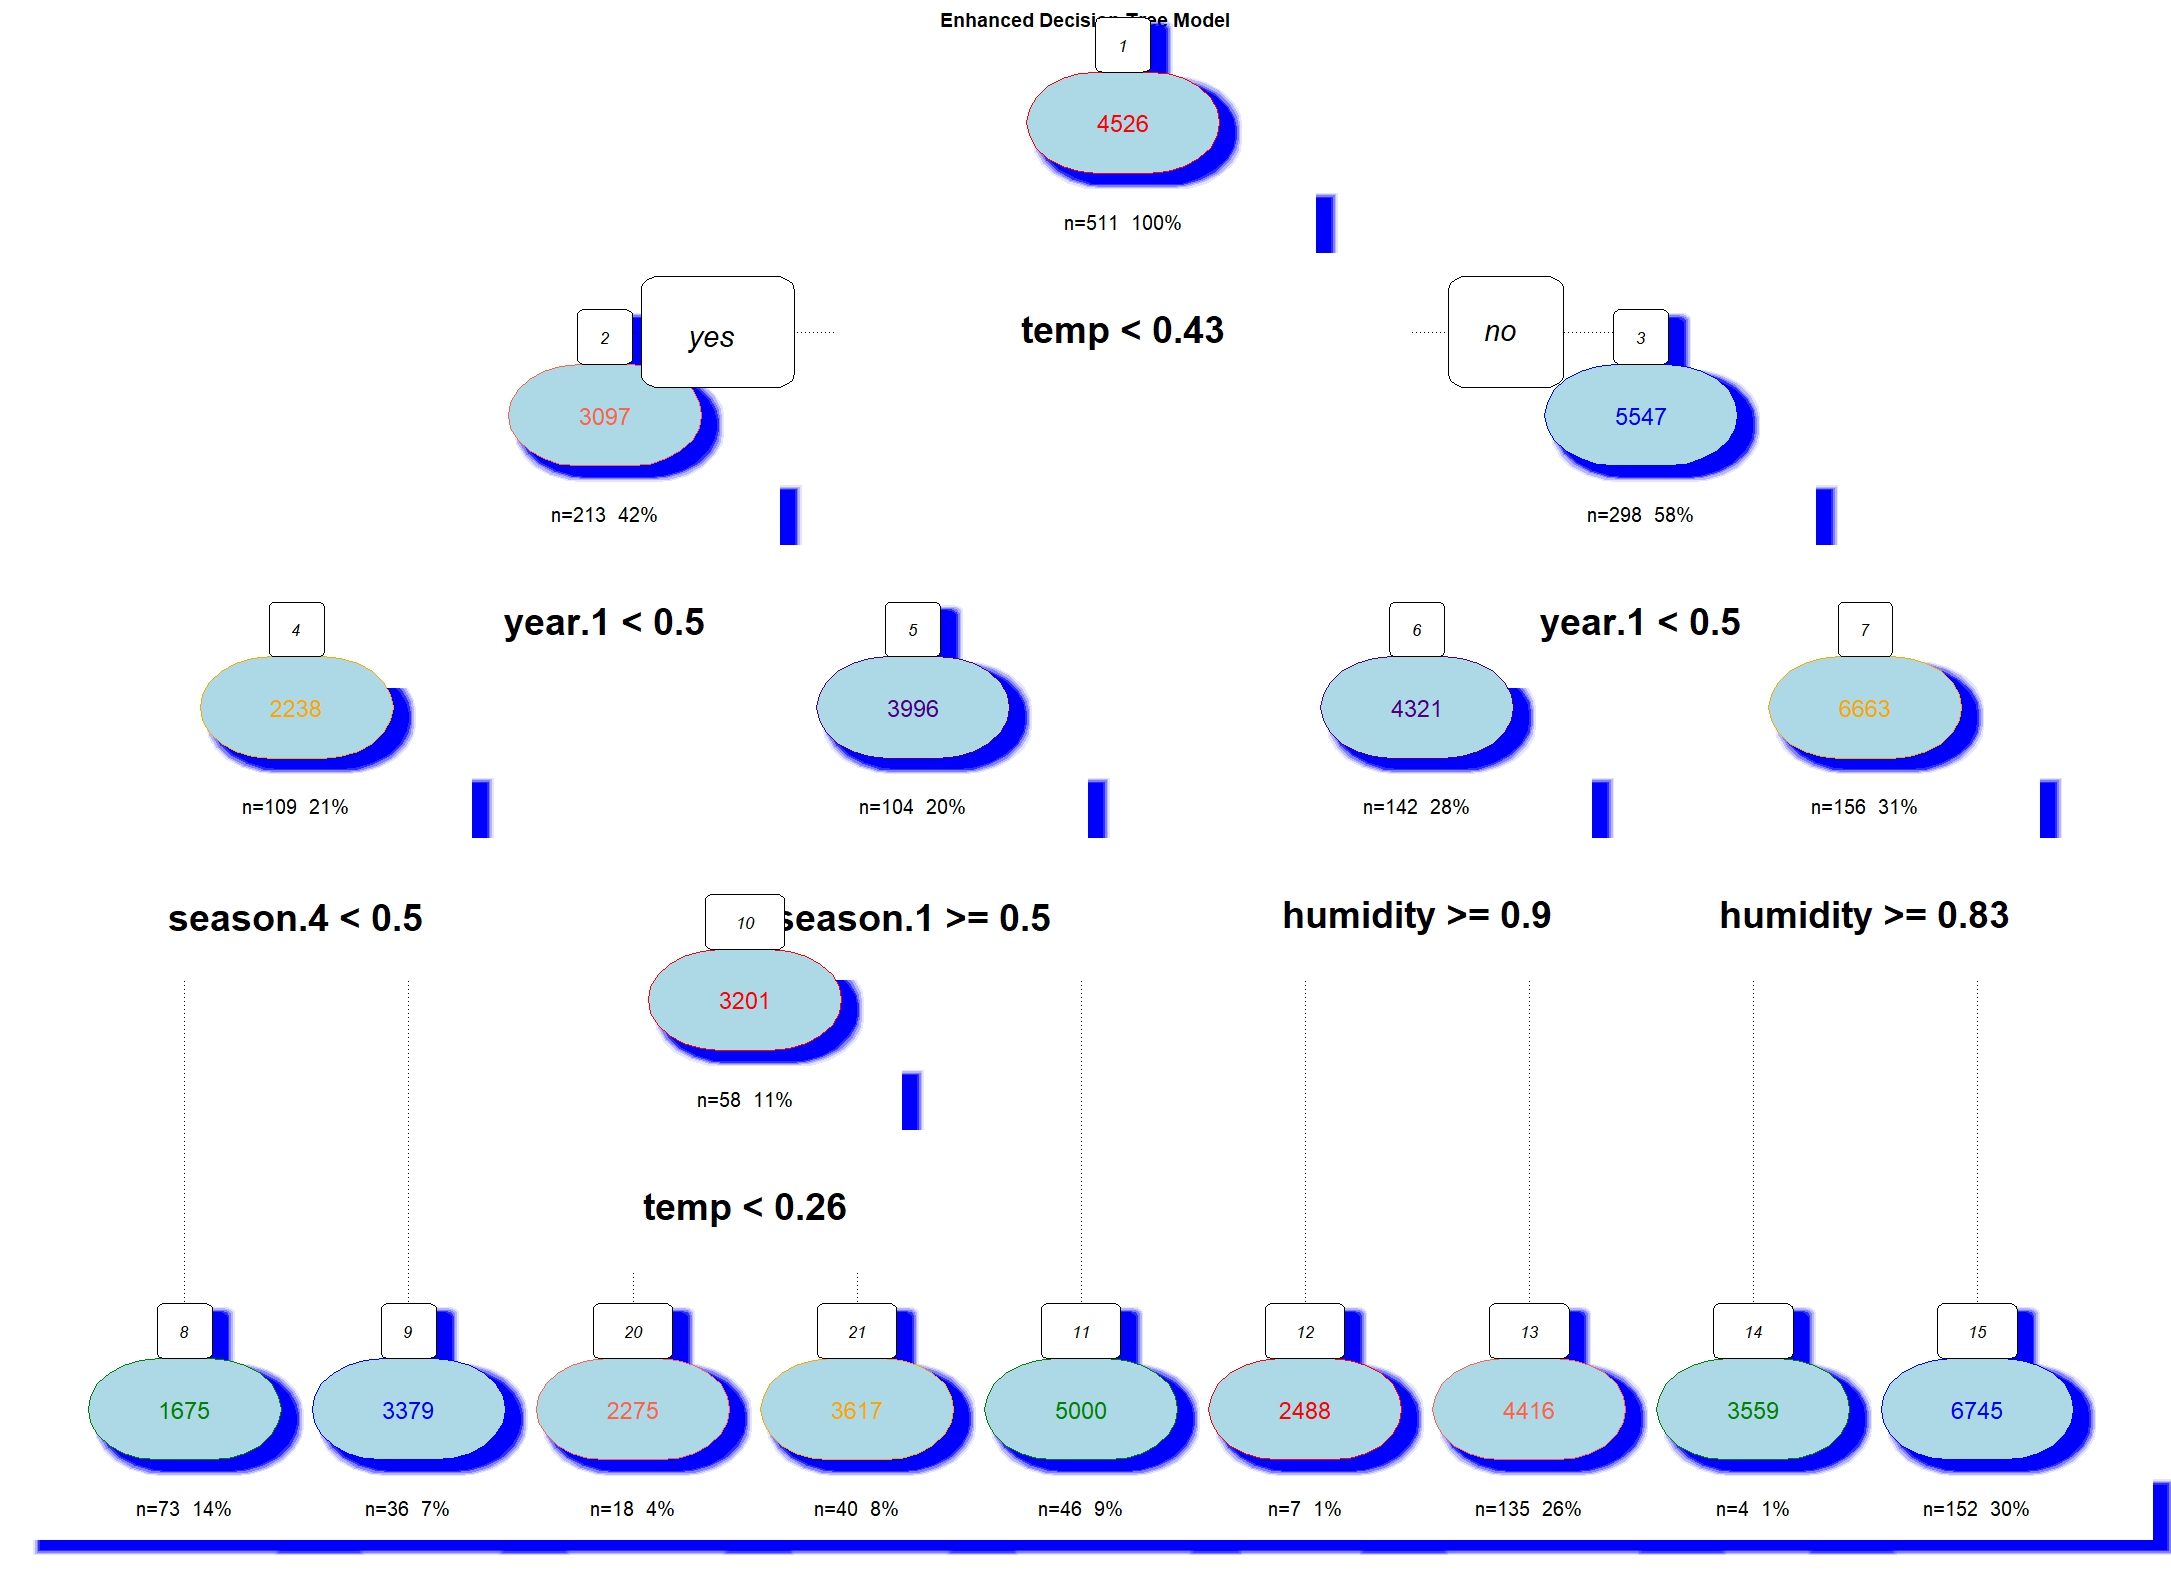 Enhanced Decision Tree Model
1
4526
n=511 100%
yes
temp < 0.43
no
2
3
3097
5547
n=213 42%
n=298 58%
year.1 < 0.5
year.1 < 0.5
4
5
6
7
2238
3996
4321
6663
n=109 21%
n=104 20%
n=142 28%
n=156 31%
season.4 < 0.5
10
season.1 >= 0.5
humidity >= 0.9
humidity >= 0.83
3201
n=58 11%
temp < 0.26
8
9
20
21
11
12
13
14
15
1675
3379
2275
3617
5000
2488
4416
3559
6745
n=73 14%
n=36 7%
n=18 4%
n=40 8%
n=46 9%
n=7 1%
n=135 26%
n=4 1%
n=152 30%